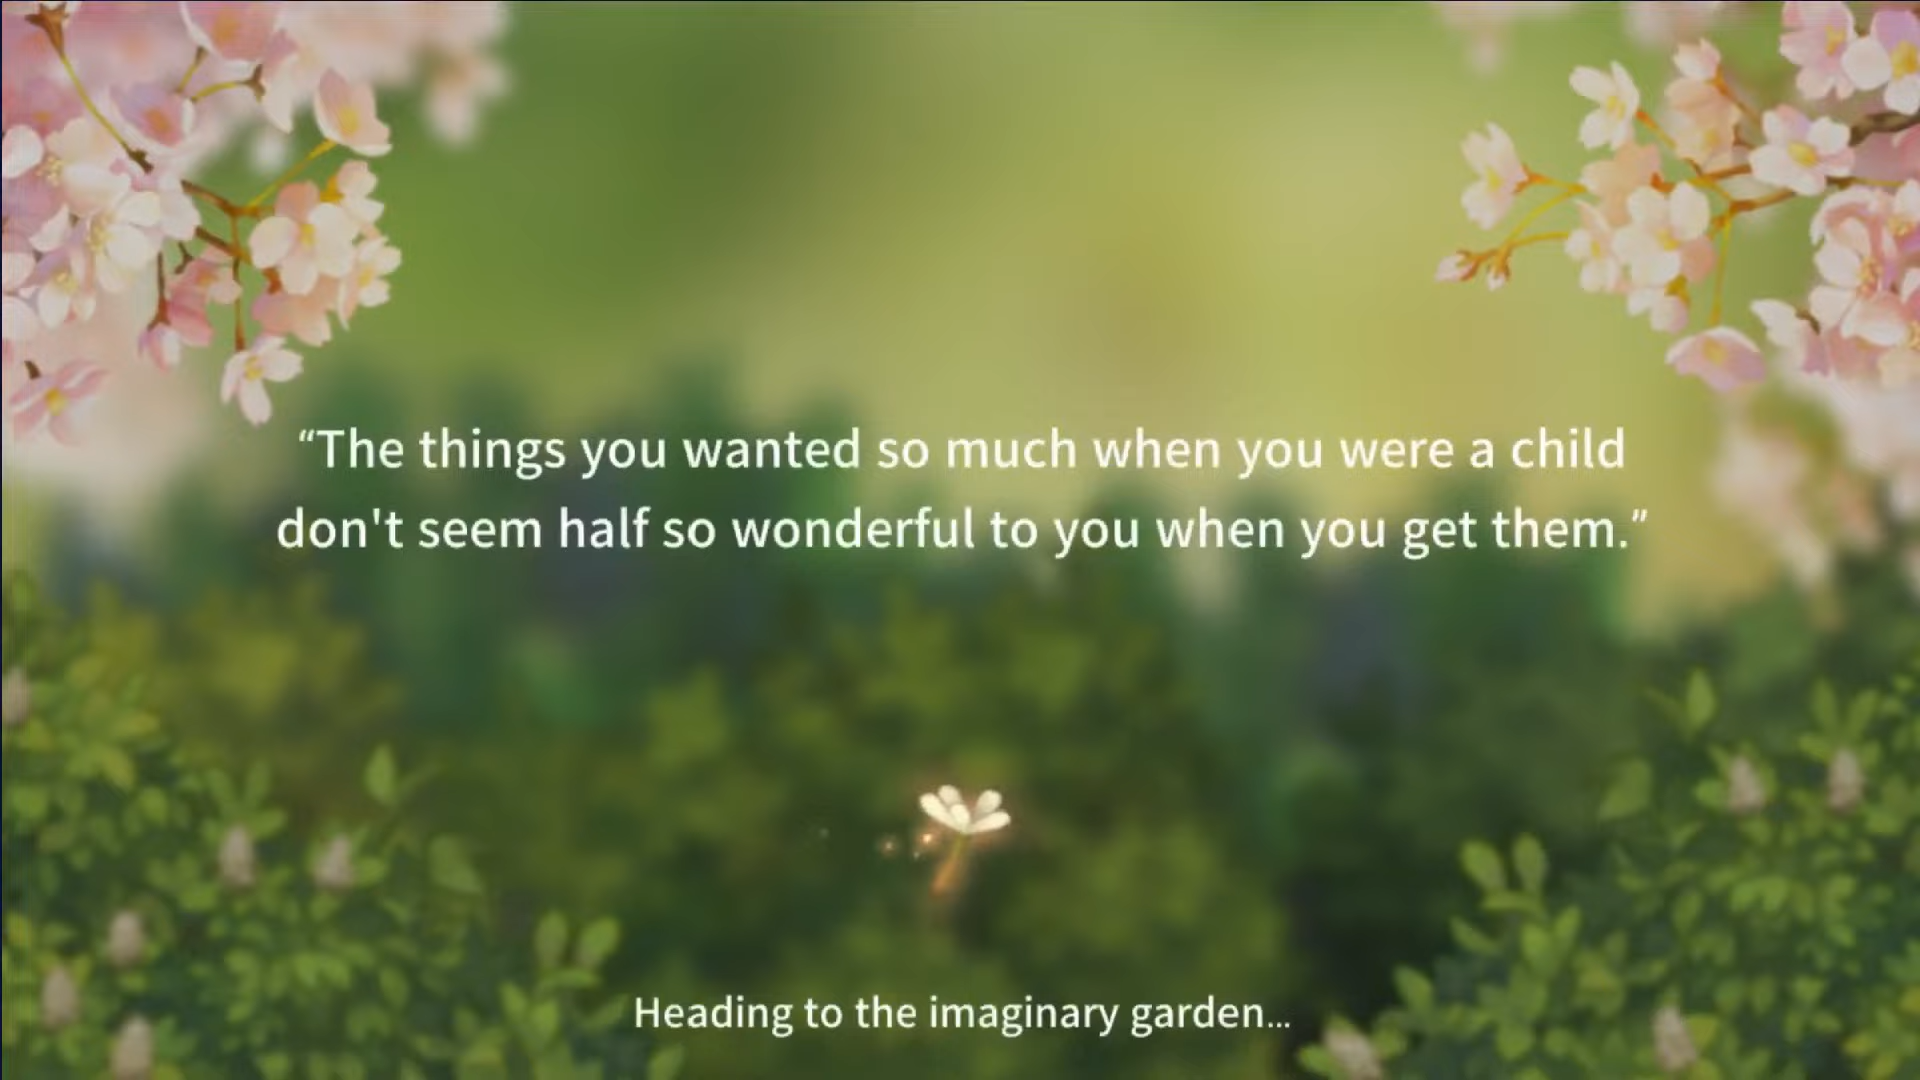 “The things you wanted so much when you were a child
don't seem half so wonderful to you when you get them.”
Heading to the imaginary garden...